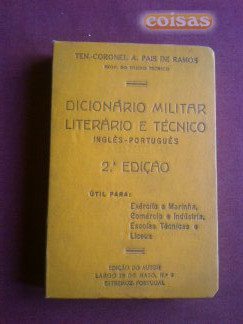 coisas
TEN.-CORONEL A. PAIS DE RAMOS
DICIONÁRIO MILITAR
LITERÁRIO E TÉCNICO
INGLÊS-PORTUGUÊS
2.ª EDIÇÃO
ÚTIL PARA:
Exército e Marinha,
Comércio e Indústria,
Escolas Técnicas e
Liceus
EDIÇÃO DO AUTOR
PORTUGAL